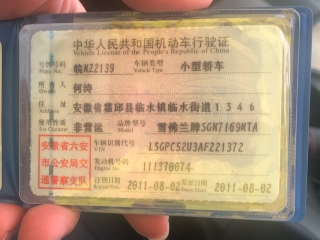 中华人民共和国机动车行驶证
Vehicle License of the People's Republic of China
号牌号码 皖NZ2139 车辆类型 小型轿车
Plate No. Vehicle Type
所有人 何涛
Owner
住址 安徽省霍邱县临水镇临水街道1346
Address
使用性质 非营运 品牌型号 雪佛兰牌SGM7169MTA
Use Character Model
安徽省六安市公安局交通警察支队
车辆识别代号 LSGPC52U3AF221372
VIN
发动机号码 111370674
Engine No.
注册日期 2011-08-02 发证日期 2011-08-02
Register Date Issue Date